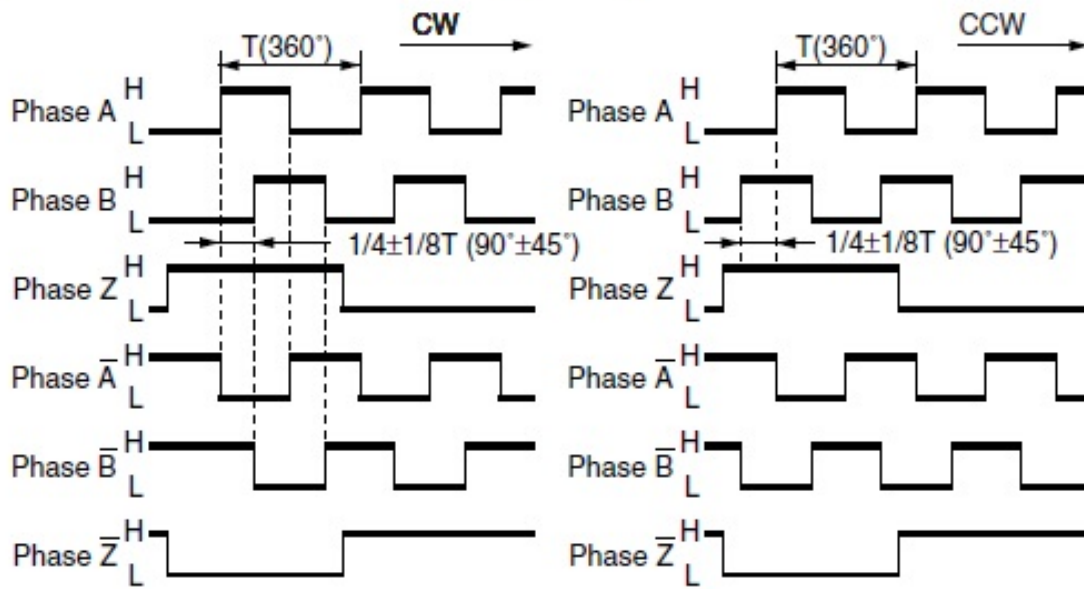 CW
T(360˚)
Phase A
H
L
Phase B
H
L
1/4±1/8T (90˚±45˚)
Phase Z
H
L
Phase A̅
H
L
Phase B̅
H
L
Phase Z̅
H
L
CCW
T(360˚)
Phase A
H
L
Phase B
H
L
1/4±1/8T (90˚±45˚)
Phase Z
H
L
Phase A̅
H
L
Phase B̅
H
L
Phase Z̅
H
L